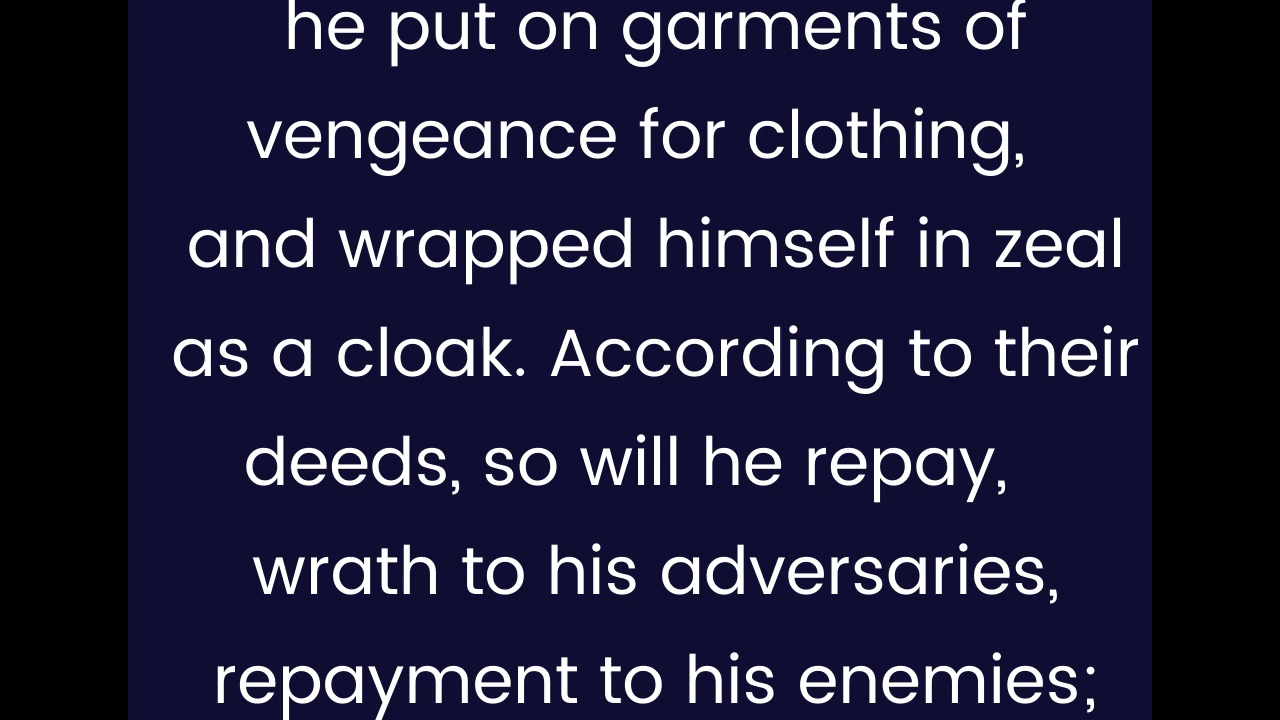 he put on garments of
vengeance for clothing,
and wrapped himself in zeal
as a cloak. According to their
deeds, so will he repay,
wrath to his adversaries,
repayment to his enemies;